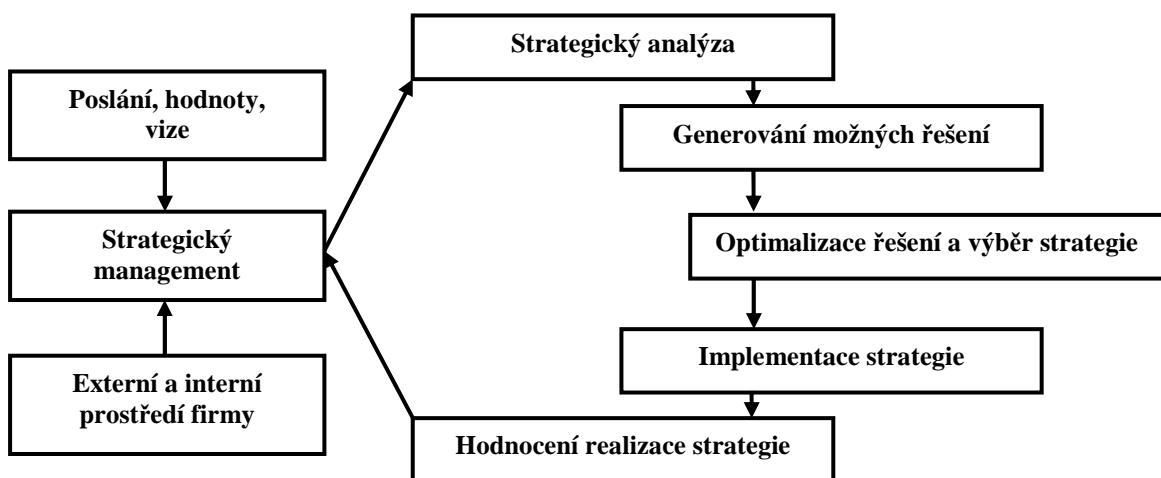 Strategický analýza
Poslání, hodnoty,
vize
Generování možných řešení
Strategický
management
Optimalizace řešení a výběr strategie
Implementace strategie
Externí a interní
prostředí firmy
Hodnocení realizace strategie